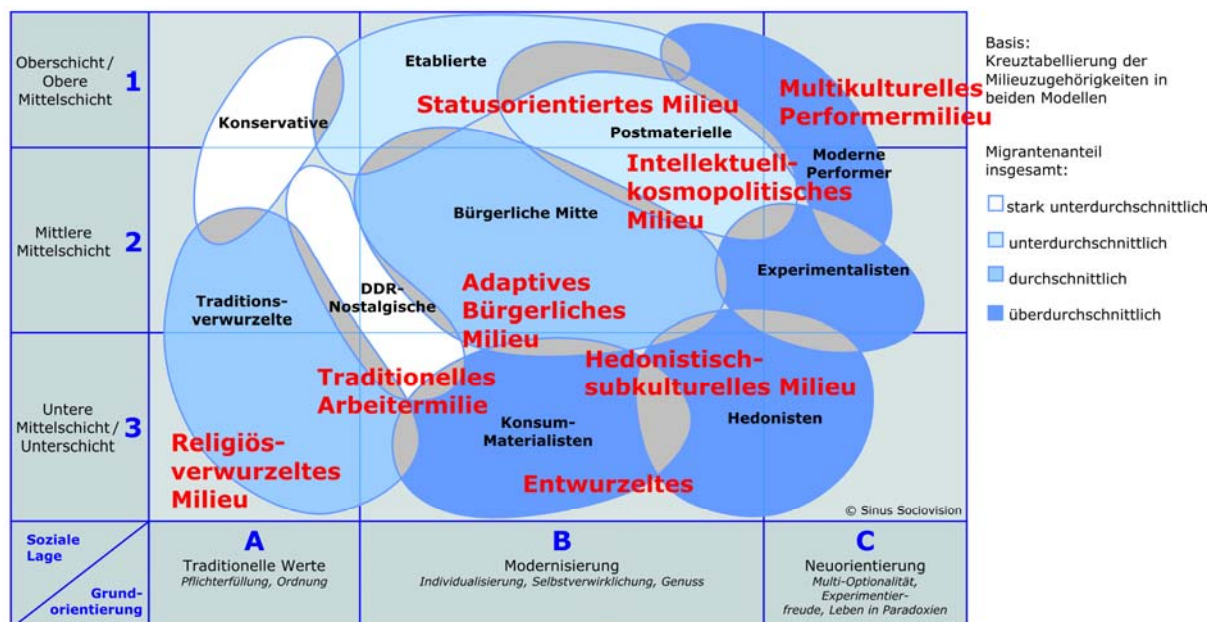 Oberschicht /
Obere
Mittelschicht
1
Mittlere
Mittelschicht
2
Untere
Mittelschicht /
Unterschicht
3
Soziale
Lage
Grund-
orientierung
Etablierte
Konservative
Statusorientiertes Milieu
Postmaterielle
Multikulturelles
Performermilieu
Moderne
Performer
Intellektuell-
kosmopolitisches
Milieu
Bürgerliche Mitte
Experimentalisten
Traditions-
verwurzelte
DDR-
Nostalgische
Adaptives
Bürgerliches
Milieu
Hedonistisch-
subkulturelles Milieu
Traditionelles
Arbeitermilie
Konsum-
Materialisten
Hedonisten
Religiös-
verwurzeltes
Milieu
Entwurzeltes
© Sinus Sociovision
A
Traditionelle Werte
Pflichterfüllung, Ordnung
B
Modernisierung
Individualisierung, Selbstverwirklichung, Genuss
C
Neuorientierung
Multi-Optionalität,
Experimentier-
freude, Leben in Paradoxien
Basis:
Kreuztabellierung der
Milieuzugehörigkeiten in
beiden Modellen
Migrantenanteil
insgesamt:
stark unterdurchschnittlich
unterdurchschnittlich
durchschnittlich
überdurchschnittlich